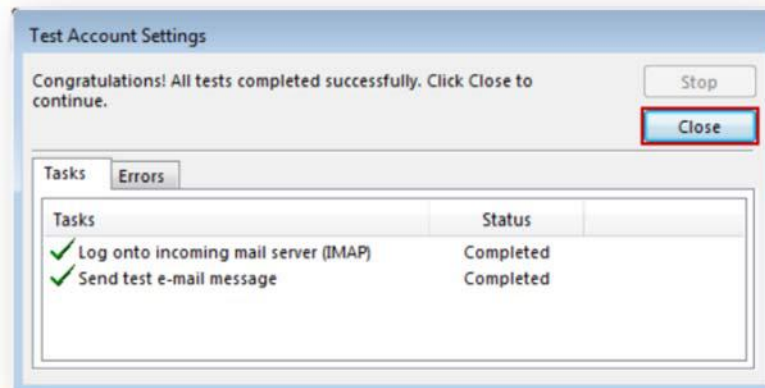 Test Account Settings
Congratulations! All tests completed successfully. Click Close to
continue.
Stop
Close
Tasks Errors
Tasks Status
Log onto incoming mail server (IMAP) Completed
Send test e-mail message Completed